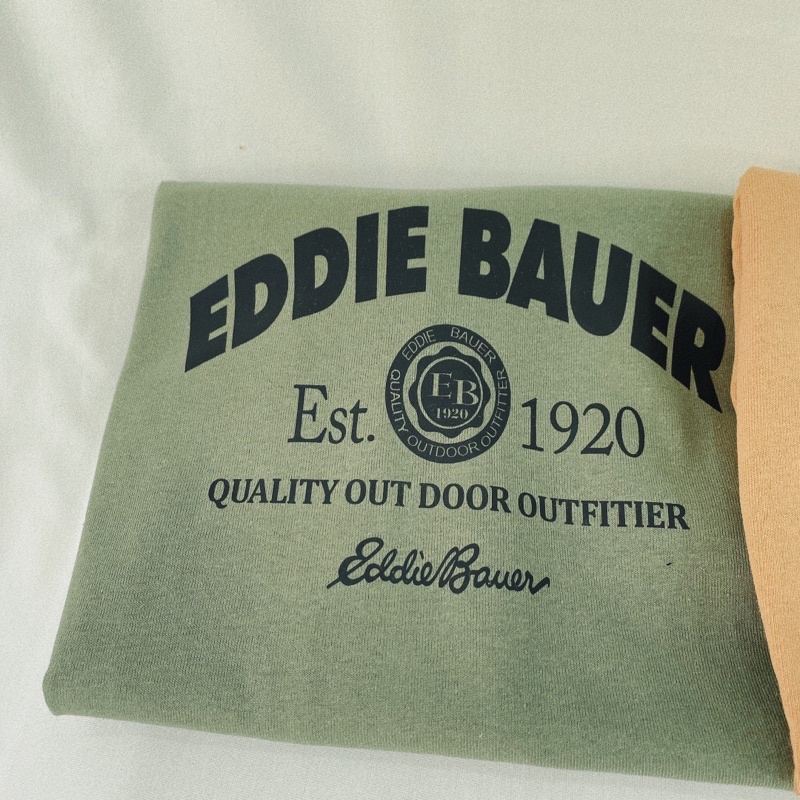 EDDIE BAUER
Est.
EDDIE BAUER
QUALITY OUTDOOR OUTFITTER
EB
1920
1920
QUALITY OUT DOOR OUTFITIER
Eddie Bauer